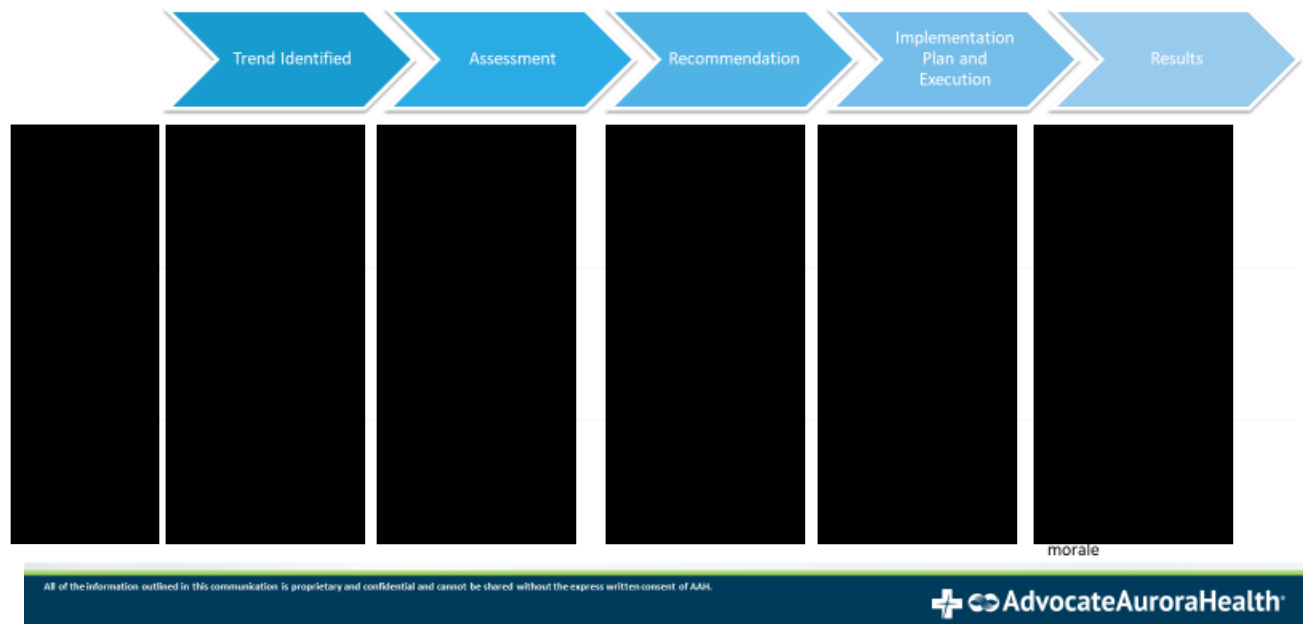 Trend Identified
Assessment
Recommendation
Implementation
Plan and
Execution
Results
morale
All of the information outlined in this communication is proprietary and confidential and cannot be shared without the express written consent of AAH.
AdvocateAuroraHealth®